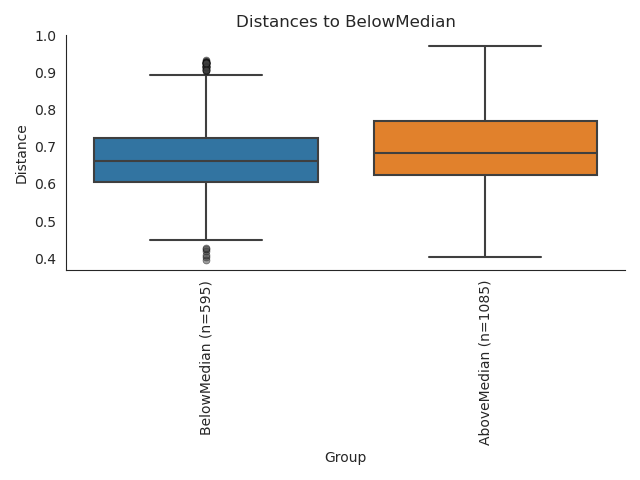 Distances to BelowMedian
1.0
0.9
0.8
0.7
0.6
0.5
0.4
Distance
BelowMedian (n=595)
AboveMedian (n=1085)
Group